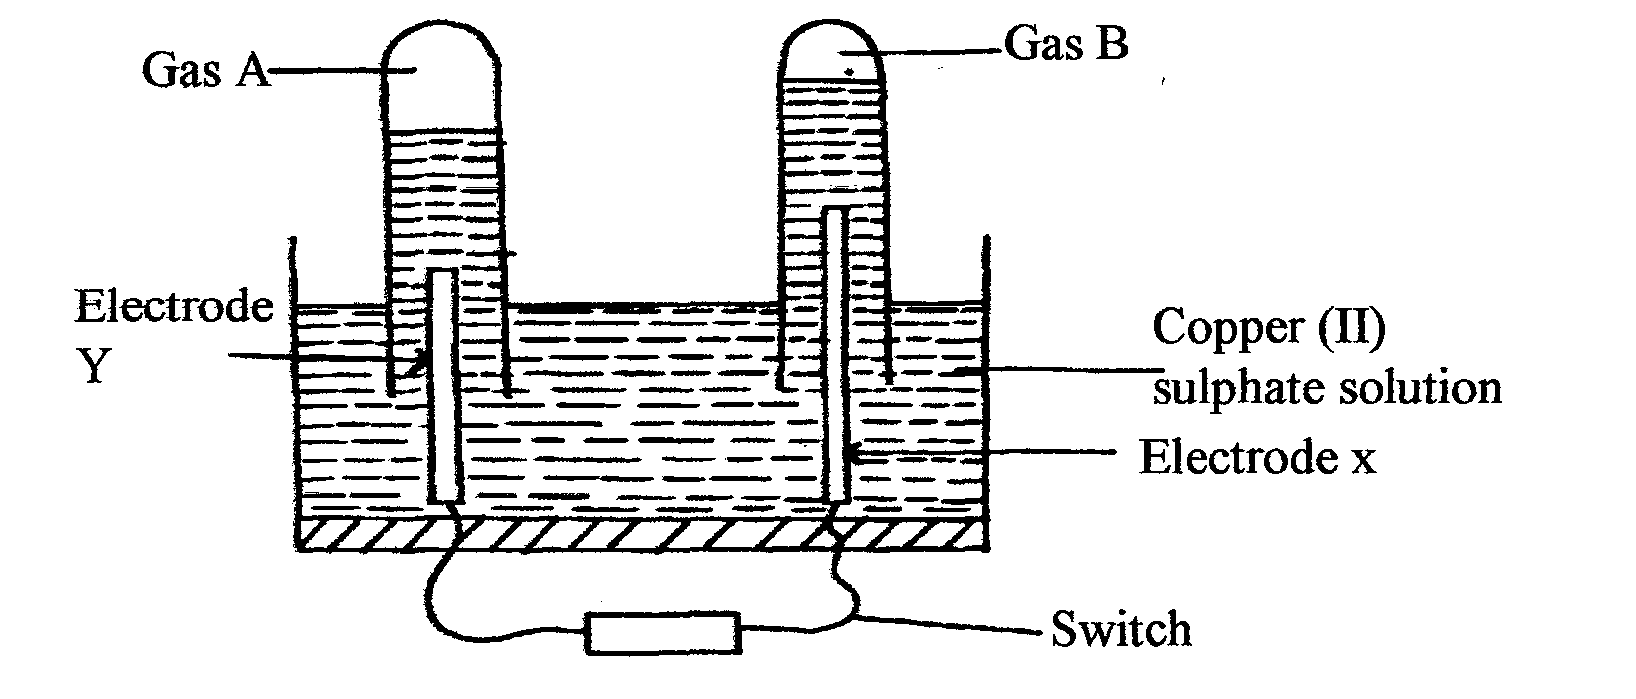 Gas A
Gas B
Electrode
Y
Copper (II)
sulphate solution
Electrode x
Switch